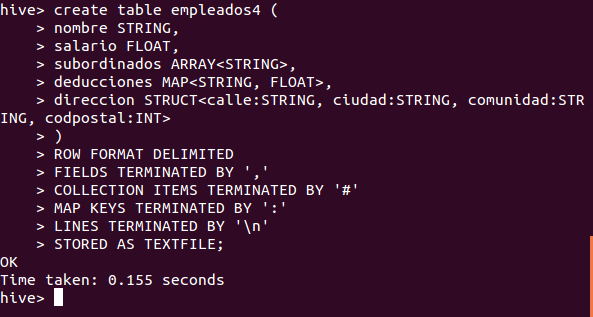 hive> create table empleados4 (
    > nombre STRING,
    > salario FLOAT,
    > subordinados ARRAY<STRING>,
    > deducciones MAP<STRING, FLOAT>,
    > direccion STRUCT<calle:STRING, ciudad:STRING, comunidad:STR
ING, codpostal:INT>
    > )
    > ROW FORMAT DELIMITED
    > FIELDS TERMINATED BY ','
    > COLLECTION ITEMS TERMINATED BY '#'
    > MAP KEYS TERMINATED BY ':'
    > LINES TERMINATED BY '\n'
    > STORED AS TEXTFILE;
OK
Time taken: 0.155 seconds
hive>